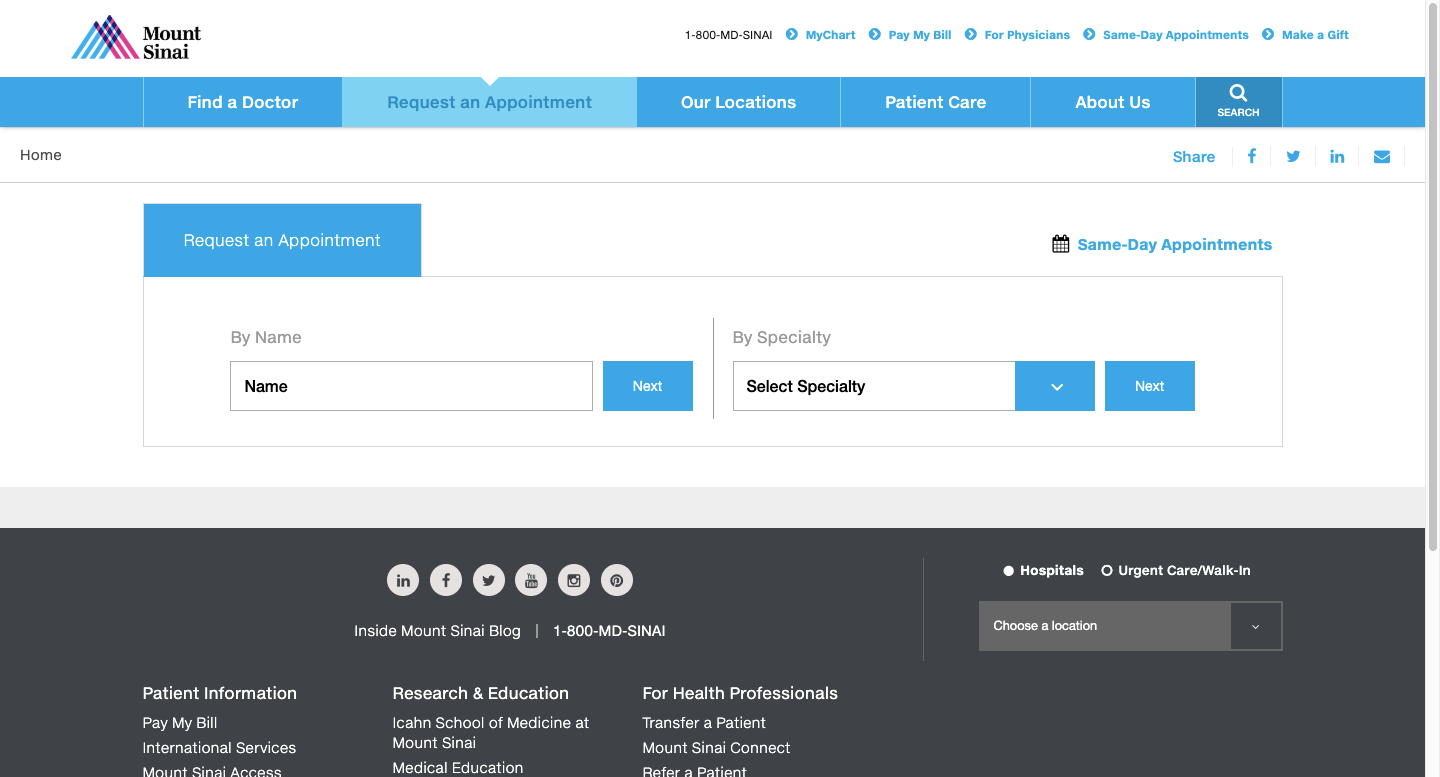 Mount
Sinai
1-800-MD-SINAI MyChart Pay My Bill For Physicians Same-Day Appointments Make a Gift
Find a Doctor Request an Appointment Our Locations Patient Care About Us SEARCH
Home Share
Request an Appointment
Same-Day Appointments
By Name By Specialty
Name Next Select Specialty Next
Hospitals Urgent Care/Walk-In
You
Tube
Choose a location
Inside Mount Sinai Blog | 1-800-MD-SINAI
Patient Information
Pay My Bill
International Services
Mount Sinai Access
Research & Education
Icahn School of Medicine at
Mount Sinai
Medical Education
For Health Professionals
Transfer a Patient
Mount Sinai Connect
Refer a Patient